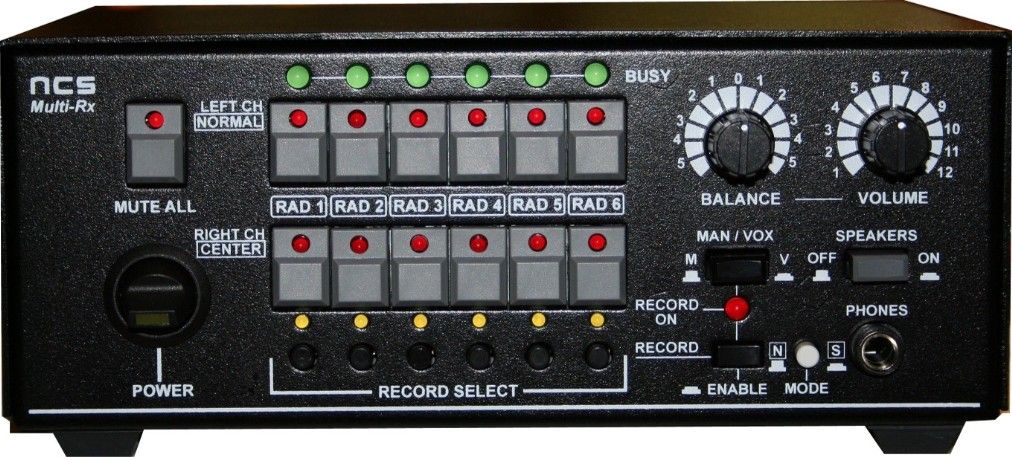 ncs
Multi-Rx
MUTE ALL
POWER
BUSY
LEFT CH
NORMAL
RAD 1 RAD 2 RAD 3 RAD 4 RAD 5 RAD 6
RIGHT CH
CENTER
RECORD SELECT
5 4 3 2 1 0 1 2 3 4 5
BALANCE
1 2 3 4 5 6 7 8 9 10 11 12
VOLUME
MAN / VOX
M V
SPEAKERS
OFF ON
RECORD
ON
PHONES
RECORD
N S
ENABLE
MODE